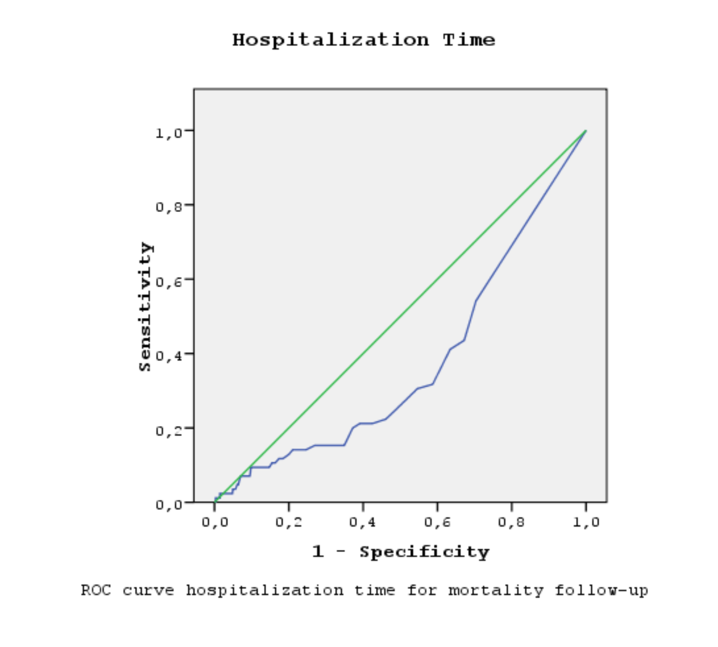 Hospitalization Time
1,0
0,8
0,6
0,4
0,2
0,0
Sensitivity
0,0 0,2 0,4 0,6 0,8 1,0
1 - Specificity
ROC curve hospitalization time for mortality follow-up